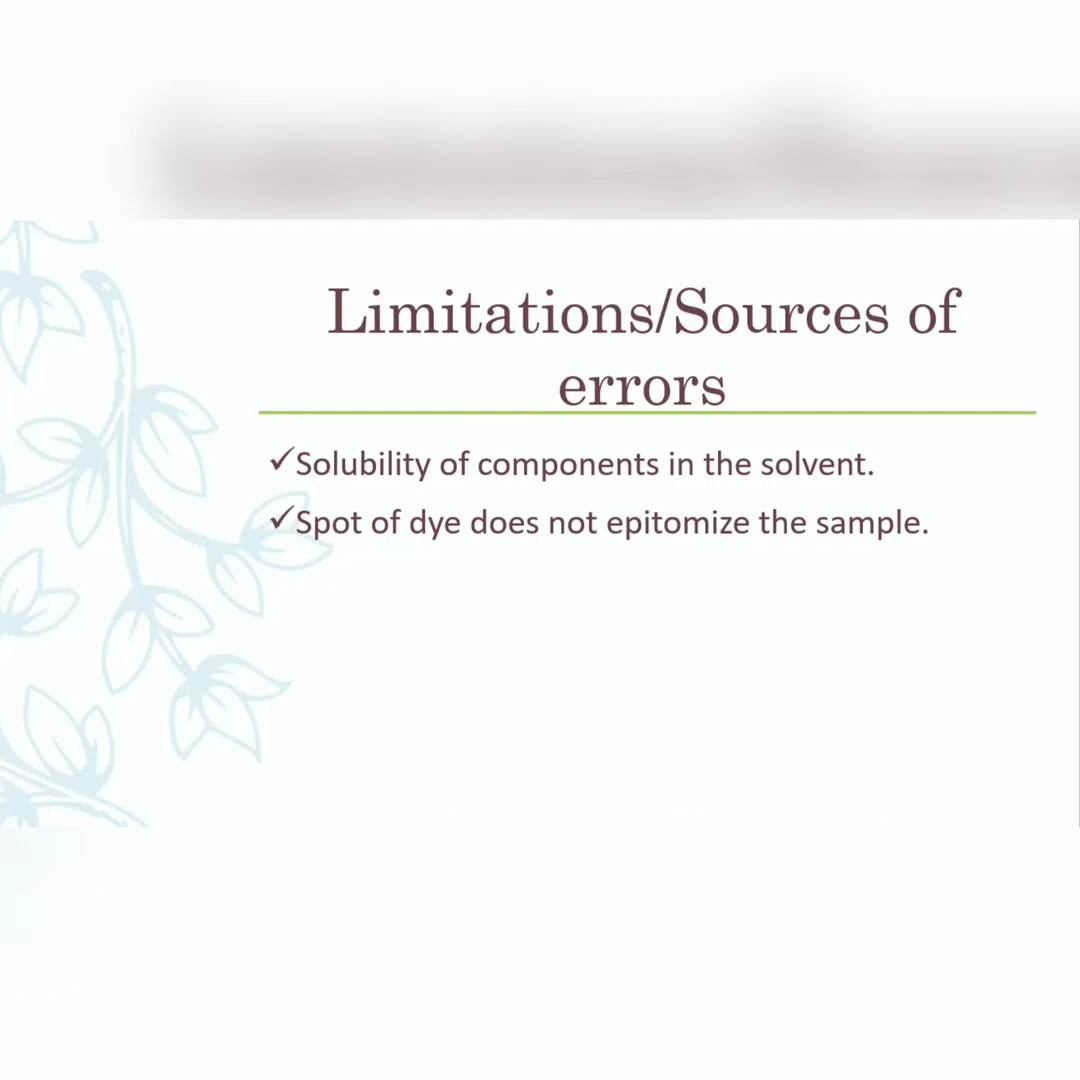 Limitations/Sources of
errors
✓Solubility of components in the solvent.
✓Spot of dye does not epitomize the sample.